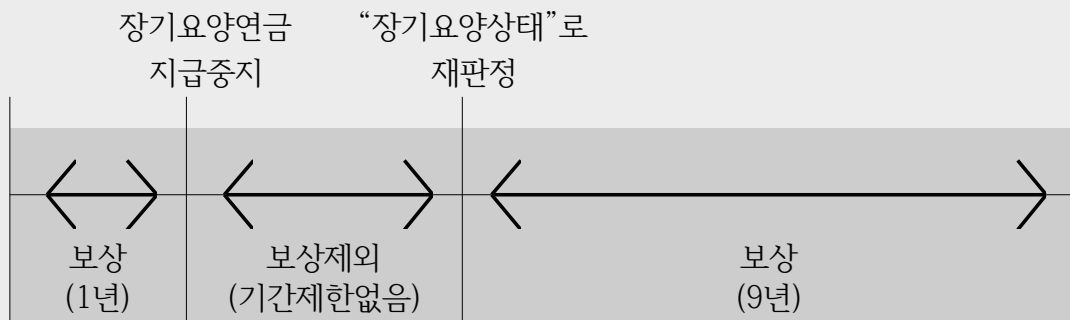 장기요양연금
지급중지
“장기요양상태”로
재판정
보상
(1년)
보상제외
(기간제한없음)
보상
(9년)